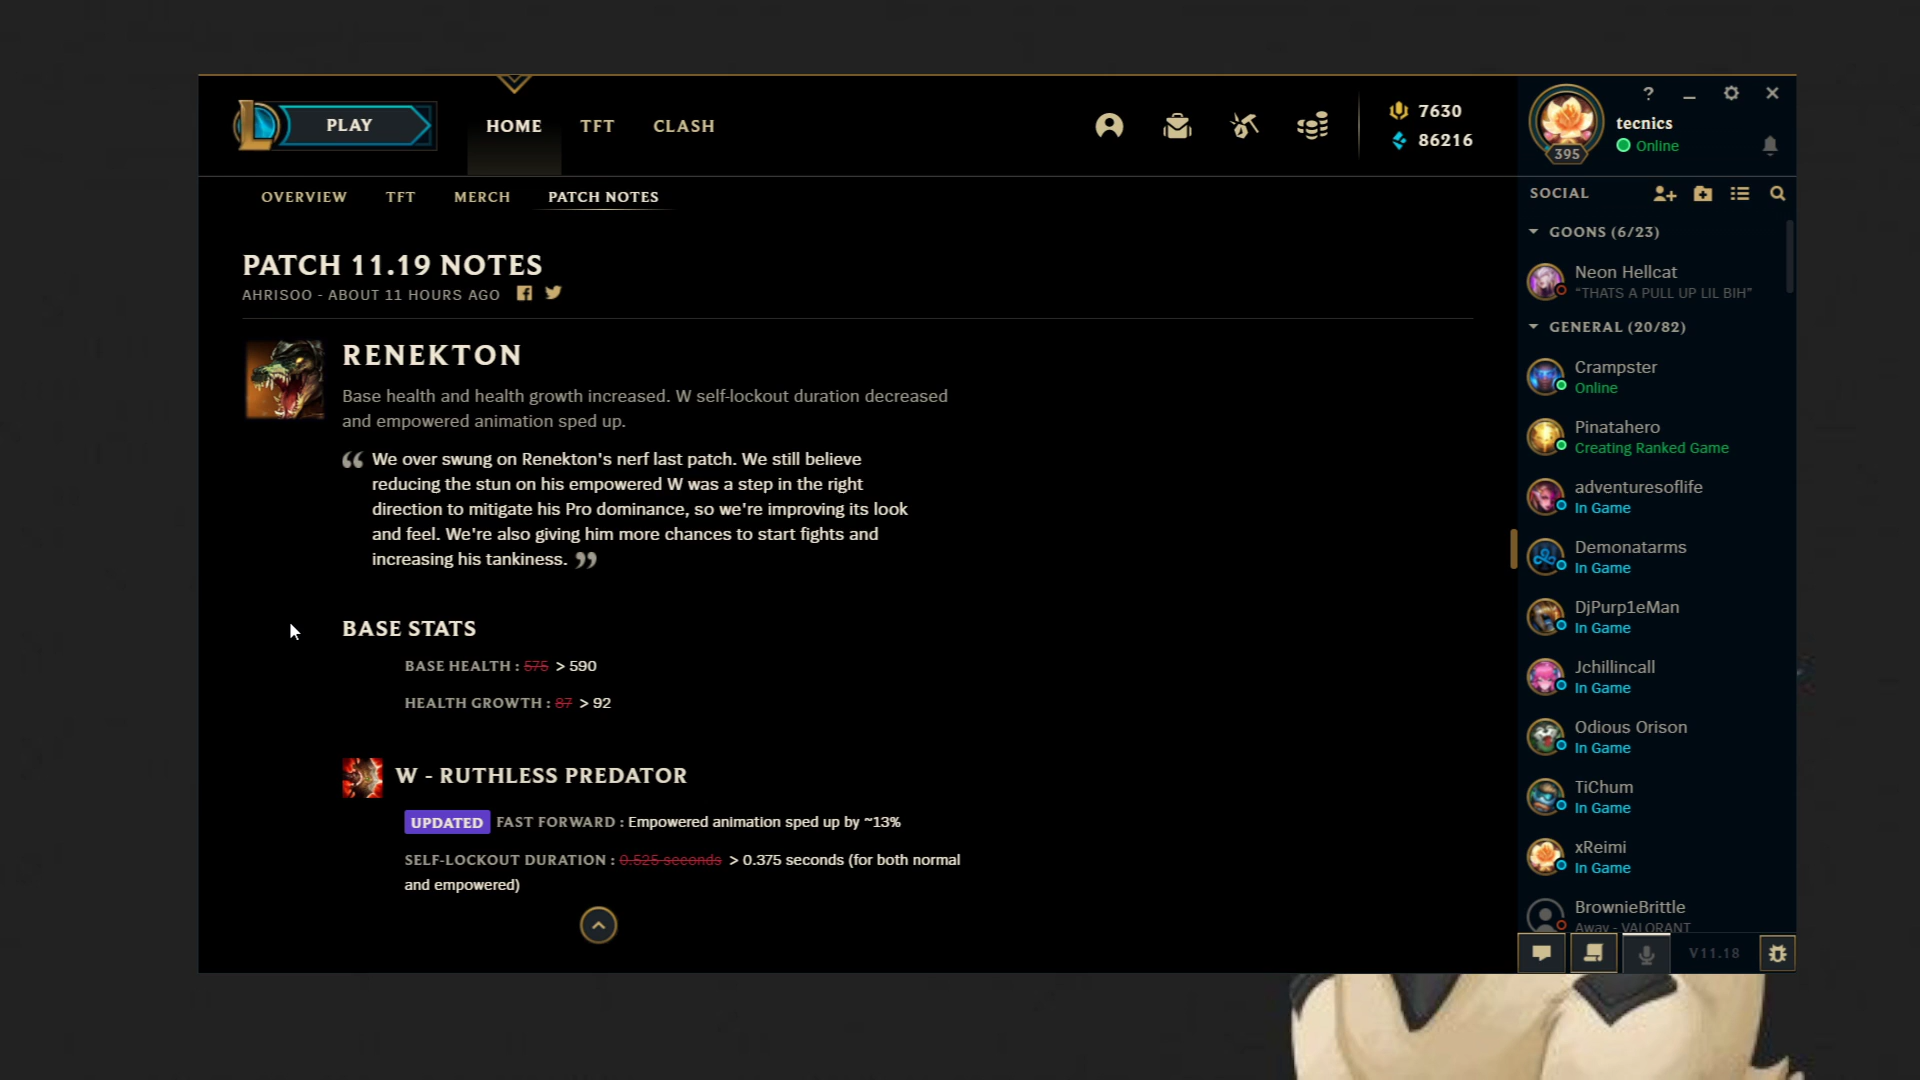 PLAY
HOME
TFT
CLASH
7630
86216
395
tecnics
Online
?
OVERVIEW
TFT
MERCH
PATCH NOTES
PATCH 11.19 NOTES
AHRISOO - ABOUT 11 HOURS AGO
RENEKTON
Base health and health growth increased. W self-lockout duration decreased
and empowered animation sped up.
“ We over swung on Renekton's nerf last patch. We still believe
reducing the stun on his empowered W was a step in the right
direction to mitigate his Pro dominance, so we're improving its look
and feel. We're also giving him more chances to start fights and
increasing his tankiness. ”
BASE STATS
BASE HEALTH : 575 > 590
HEALTH GROWTH : 87 > 92
W - RUTHLESS PREDATOR
UPDATED FAST FORWARD : Empowered animation sped up by ~13%
SELF-LOCKOUT DURATION : 0.525 seconds > 0.375 seconds (for both normal
and empowered)
SOCIAL
GOONS (6/23)
Neon Hellcat
“THATS A PULL UP LIL BIH”
GENERAL (20/82)
Crampster
Online
Pinatahero
Creating Ranked Game
adventuresoflife
In Game
Demonatarms
In Game
DjPurp1eMan
In Game
Jchillincall
In Game
Odious Orison
In Game
TiChum
In Game
xReimi
In Game
BrownieBrittle
Away - VALORANT
V11.18